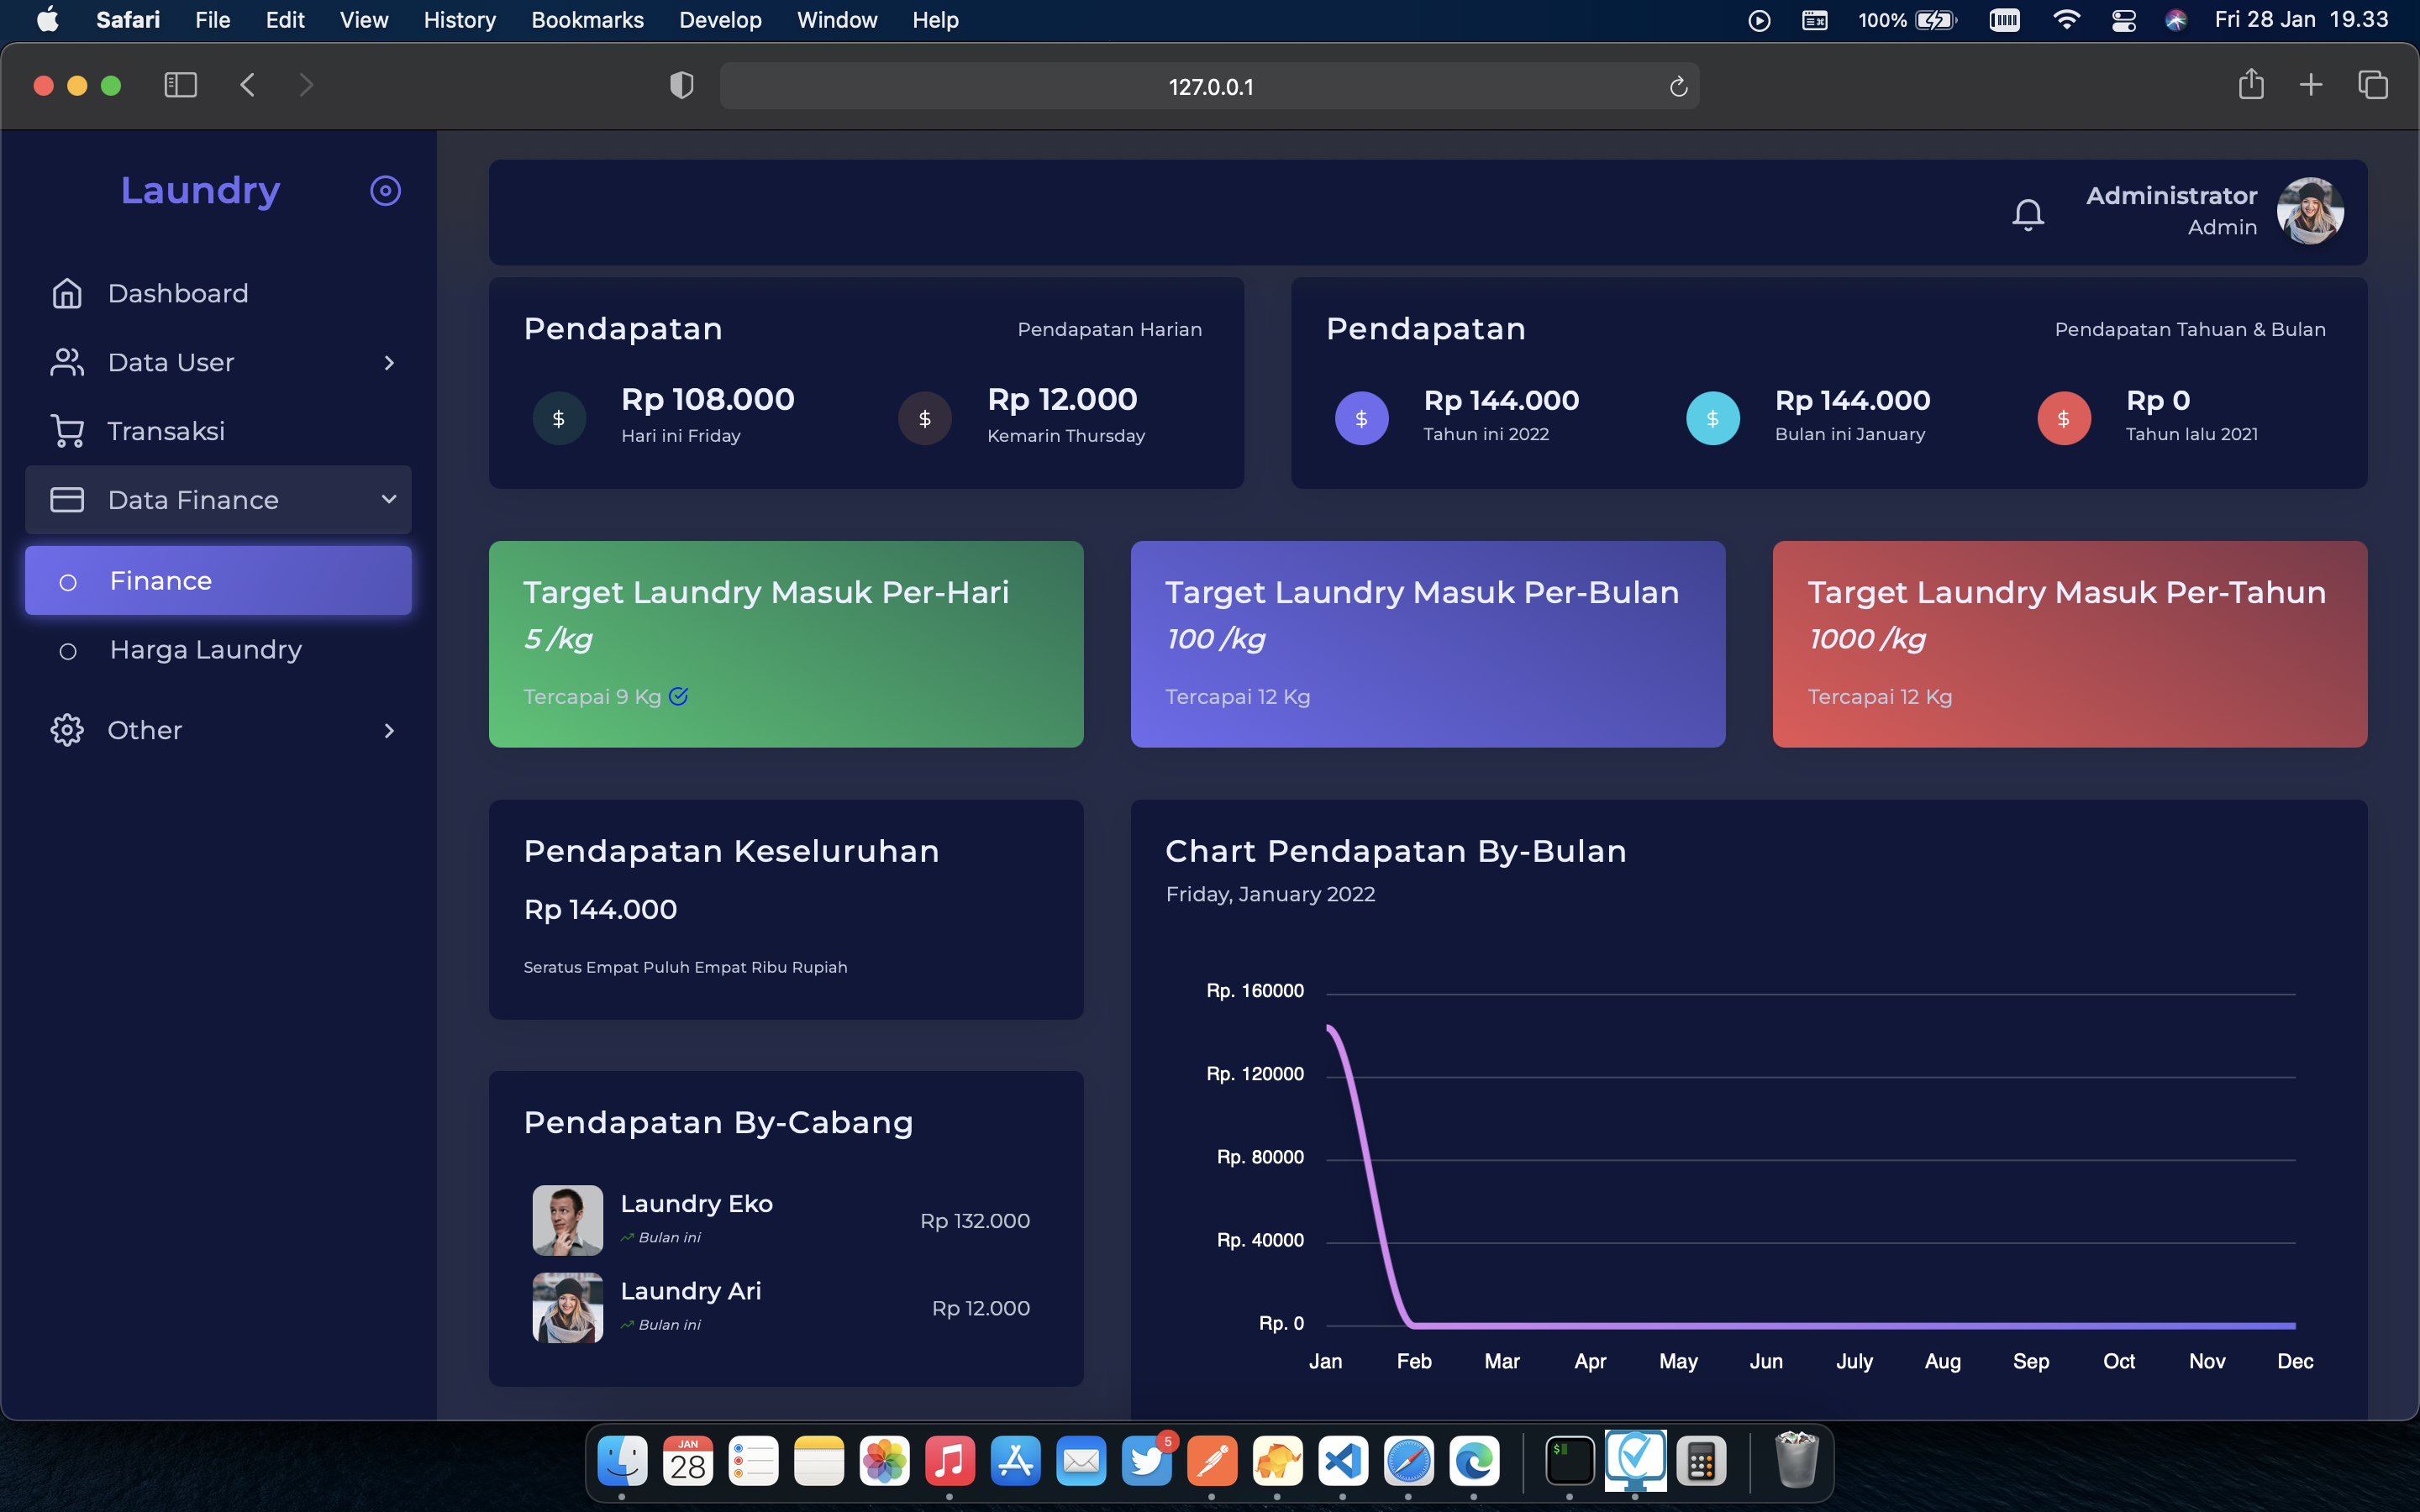 Safari File Edit View History Bookmarks Develop Window Help 100% Fri 28 Jan 19.33
127.0.0.1
Laundry
Dashboard
Data User
Transaksi
Data Finance
Finance
Harga Laundry
Other
Administrator
Admin
Pendapatan Pendapatan Harian
$ Rp 108.000 $ Rp 12.000
Hari ini Friday Kemarin Thursday
Pendapatan Pendapatan Tahuan & Bulan
$ Rp 144.000 $ Rp 144.000 $ Rp 0
Tahun ini 2022 Bulan ini January Tahun lalu 2021
Target Laundry Masuk Per-Hari
5 /kg
Tercapai 9 Kg
Target Laundry Masuk Per-Bulan
100 /kg
Tercapai 12 Kg
Target Laundry Masuk Per-Tahun
1000 /kg
Tercapai 12 Kg
Pendapatan Keseluruhan
Rp 144.000
Seratus Empat Puluh Empat Ribu Rupiah
Pendapatan By-Cabang
Laundry Eko Rp 132.000
Bulan ini
Laundry Ari Rp 12.000
Bulan ini
Chart Pendapatan By-Bulan
Friday, January 2022
Rp. 160000
Rp. 120000
Rp. 80000
Rp. 40000
Rp. 0
Jan Feb Mar Apr May Jun July Aug Sep Oct Nov Dec
JAN
28
5
$